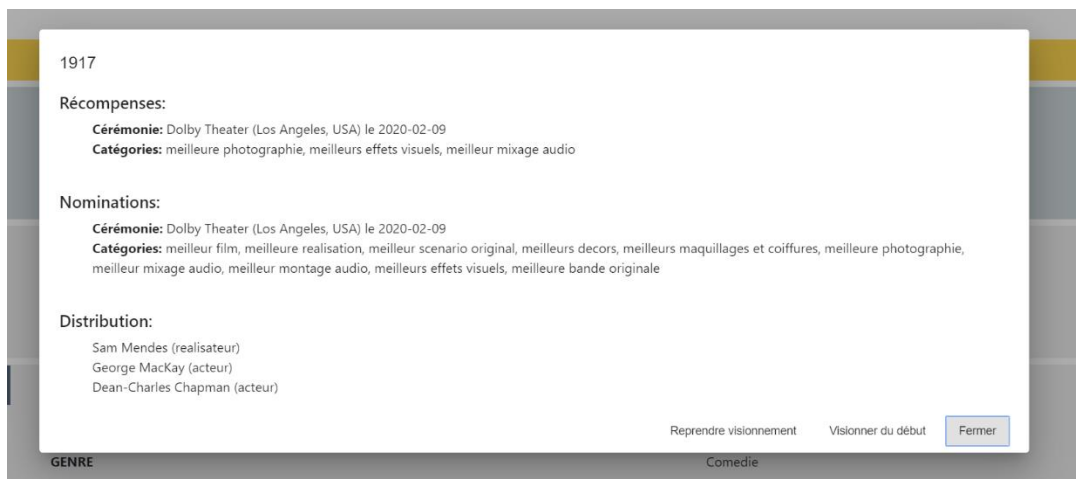 1917
Récompenses:
Cérémonie: Dolby Theater (Los Angeles, USA) le 2020-02-09
Catégories: meilleure photographie, meilleurs effets visuels, meilleur mixage audio
Nominations:
Cérémonie: Dolby Theater (Los Angeles, USA) le 2020-02-09
Catégories: meilleur film, meilleure realisation, meilleur scenario original, meilleurs decors, meilleurs maquillages et coiffures, meilleure photographie,
meilleur mixage audio, meilleur montage audio, meilleurs effets visuels, meilleure bande originale
Distribution:
Sam Mendes (realisateur)
George MacKay (acteur)
Dean-Charles Chapman (acteur)
Reprendre visionnement Visionner du début Fermer
GENRE Comedie